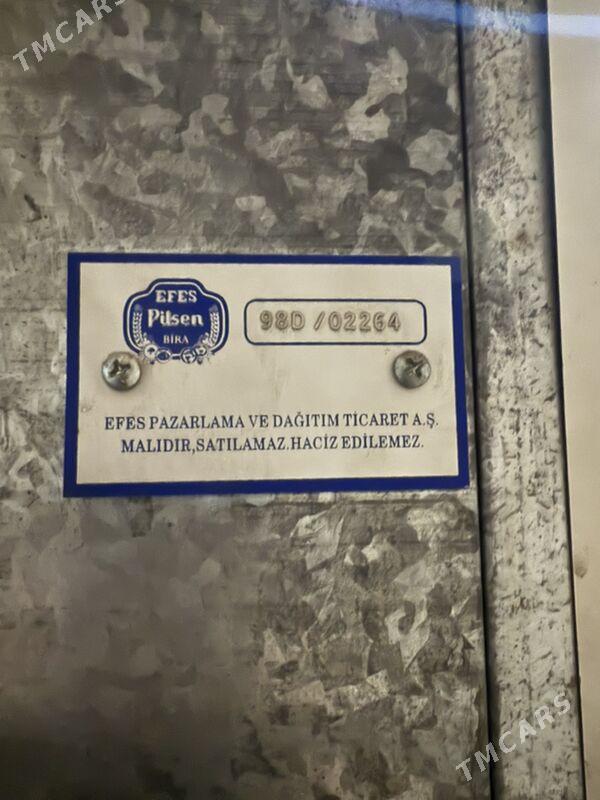 TMCARS
EFES
Pilsen
BİRA
98D /02264
EFES PAZARLAMA VE DAĞITIM TİCARET A.Ş.
MALIDIR,SATILAMAZ.HACİZ EDİLEMEZ.
TMCARS